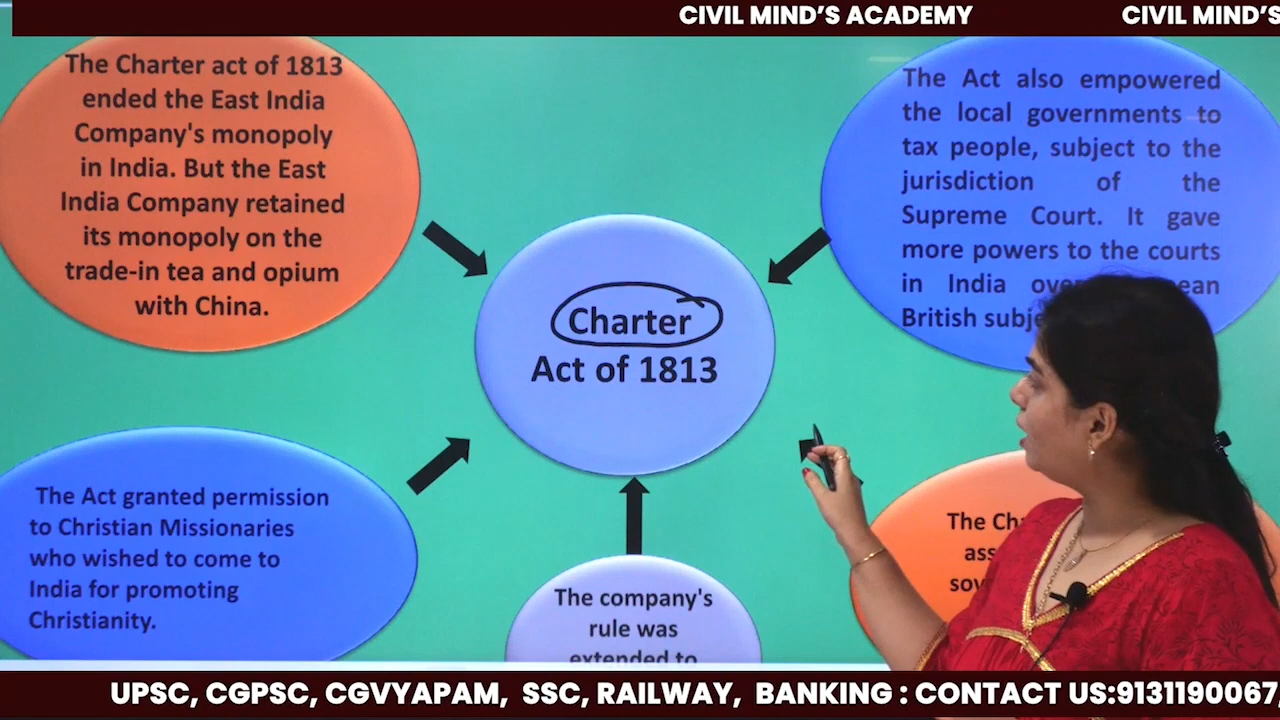 CIVIL MIND'S ACADEMY CIVIL MIND'S
The Charter act of 1813
ended the East India
Company's monopoly
in India. But the East
India Company retained
its monopoly on the
trade-in tea and opium
with China.
The Act also empowered
the local governments to
tax people, subject to the
jurisdiction of the
Supreme Court. It gave
more powers to the courts
in India
British
Charter
Act of 1813
The Act granted permission
to Christian Missionaries
who wished to come to
India for promoting
Christianity.
The company's
rule was
extended to
The
UPSC, CGPSC, CGVYAPAM, SSC, RAILWAY, BANKING : CONTACT US:9131190067,